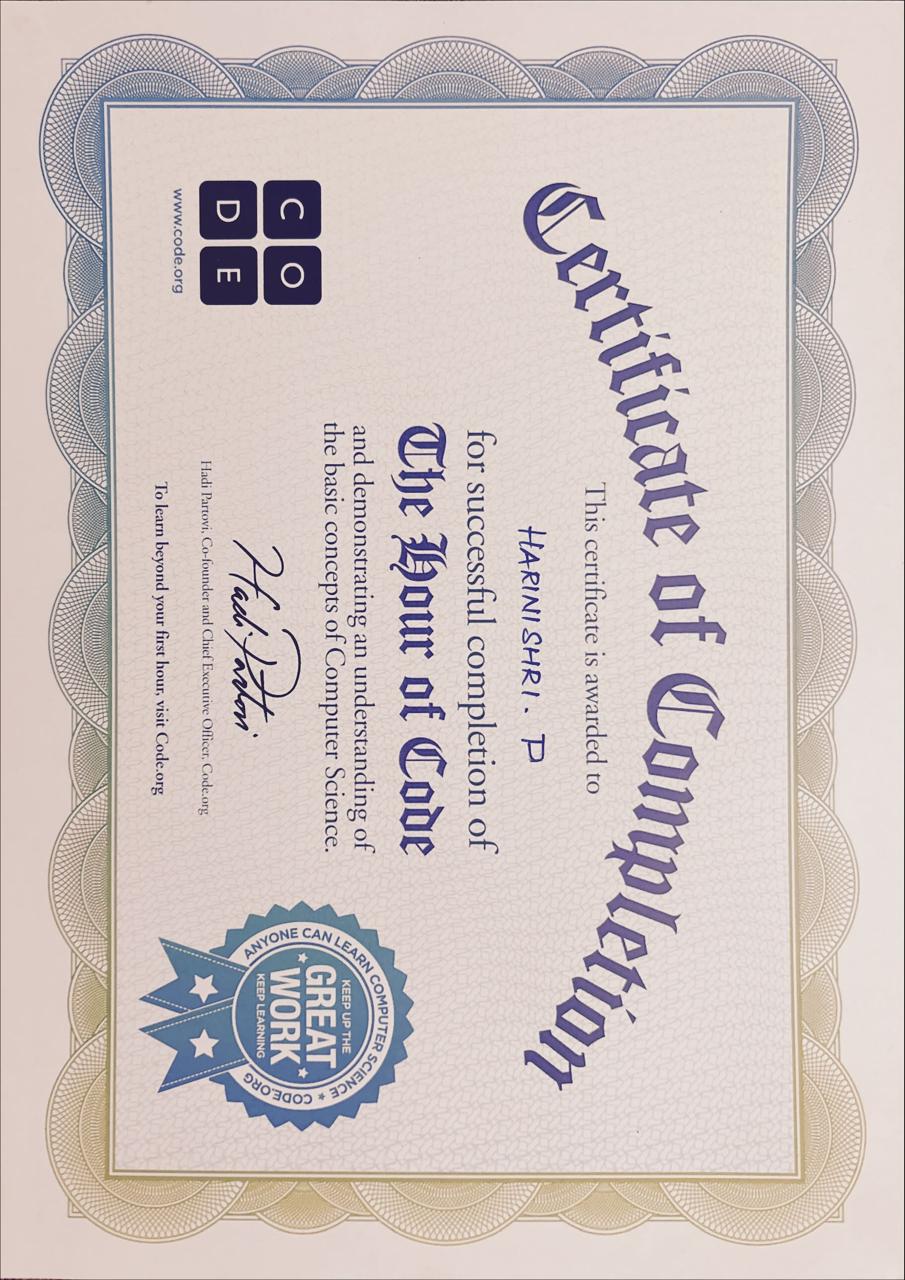 Certificate of Completion
This certificate is awarded to
HARINISHRI. P
for successful completion of
The Hour of Code
and demonstrating an understanding of
the basic concepts of Computer Science.
Hadi Partovi
Hadi Partovi, Co-founder and Chief Executive Officer, Code.org
To learn beyond your first hour, visit Code.org
C O
D E
www.code.org
ANYONE CAN LEARN COMPUTER SCIENCE ★ CODE.ORG
KEEP UP THE
GREAT
WORK
KEEP LEARNING